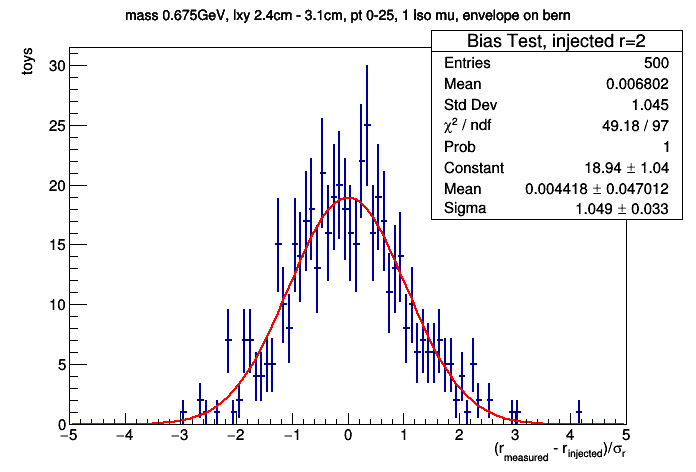 mass 0.675GeV, lxy 2.4cm - 3.1cm, pt 0-25, 1 Iso mu, envelope on bern
Bias Test, injected r=2
Entries 500
Mean 0.006802
Std Dev 1.045
χ² / ndf 49.18 / 97
Prob 1
Constant 18.94 ± 1.04
Mean 0.004418 ± 0.047012
Sigma 1.049 ± 0.033
toys
30
25
20
15
10
5
0
−5 −4 −3 −2 −1 0 1 2 3 4 5
(r_measured - r_injected)/σ_r